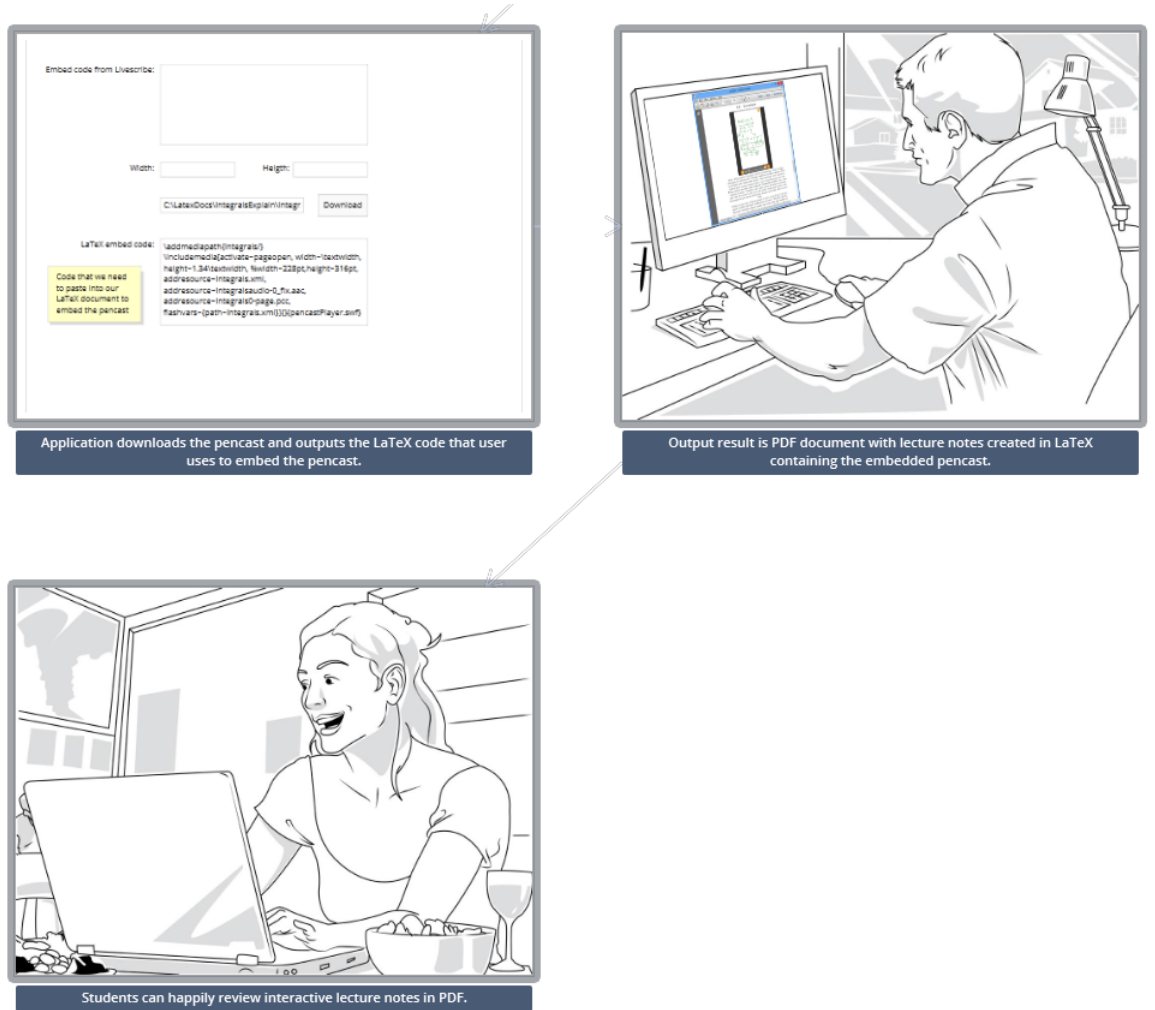 Embed code from Livescribe:
Width:
Heigth:
C:\LatexDocs\IntegralsExplain\Integr
Download
LaTeX embed code:
\addmediapath{Integrals/}
\includemedia[activate=pageopen, width=\textwidth,
height=1.34\textwidth, %width=228pt,height=316pt,
addresource=Integrals.xml,
addresource=Integralsaudio-0_fix.aac,
addresource=Integrals0-page.pcc,
flashvars={path=Integrals.xml}]{}{pencastPlayer.swf}
Code that we need
to paste into our
LaTeX document to
embed the pencast
Application downloads the pencast and outputs the LaTeX code that user
uses to embed the pencast.
Output result is PDF document with lecture notes created in LaTeX
containing the embedded pencast.
Students can happily review interactive lecture notes in PDF.